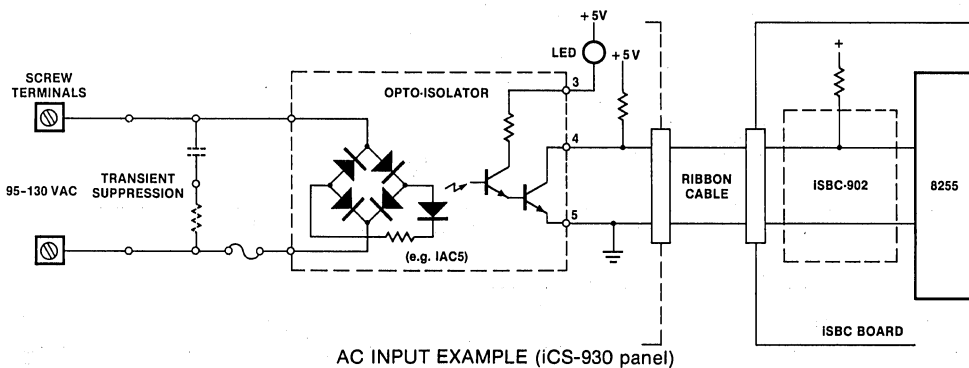 SCREW
TERMINALS
95-130 VAC
TRANSIENT
SUPPRESSION
OPTO-ISOLATOR
(e.g. IAC5)
LED
+5V
+5V
3
4
5
RIBBON
CABLE
+
iSBC-902
8255
iSBC BOARD
AC INPUT EXAMPLE (iCS-930 panel)